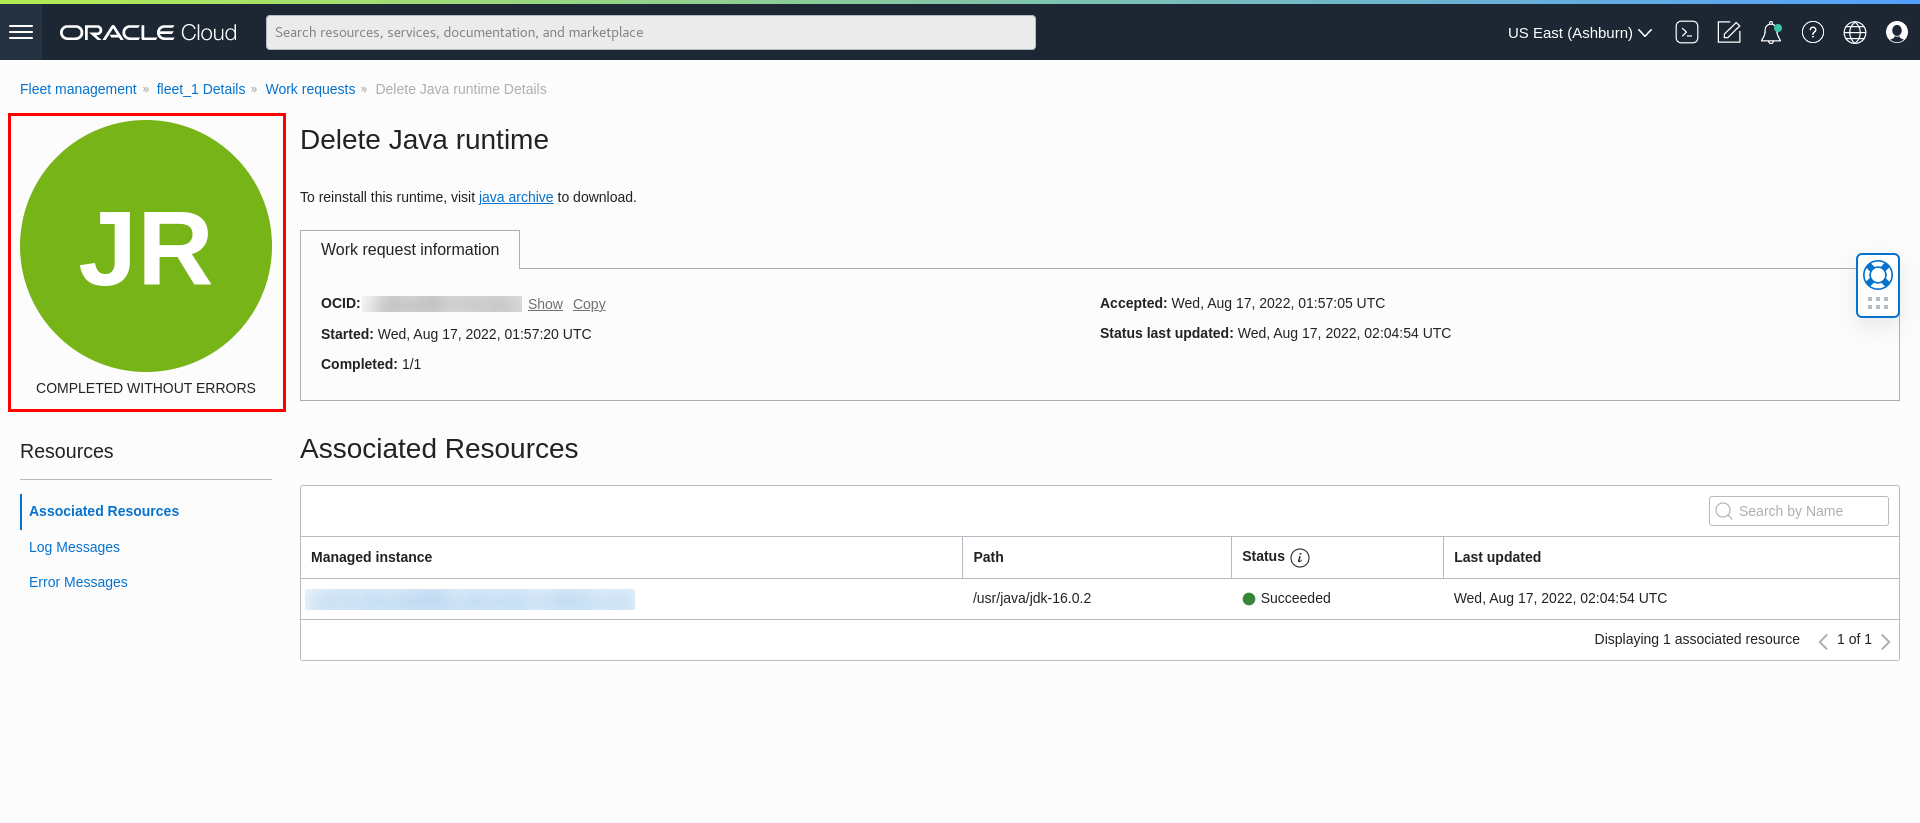 ORACLE Cloud
Search resources, services, documentation, and marketplace
US East (Ashburn)
Fleet management » fleet_1 Details » Work requests » Delete Java runtime Details
JR
COMPLETED WITHOUT ERRORS
Delete Java runtime
To reinstall this runtime, visit java archive to download.
Work request information
OCID: Show Copy
Started: Wed, Aug 17, 2022, 01:57:20 UTC
Completed: 1/1
Accepted: Wed, Aug 17, 2022, 01:57:05 UTC
Status last updated: Wed, Aug 17, 2022, 02:04:54 UTC
Resources
Associated Resources
Log Messages
Error Messages
Associated Resources
Search by Name
Managed instance Path Status i Last updated
/usr/java/jdk-16.0.2 Succeeded Wed, Aug 17, 2022, 02:04:54 UTC
Displaying 1 associated resource 1 of 1